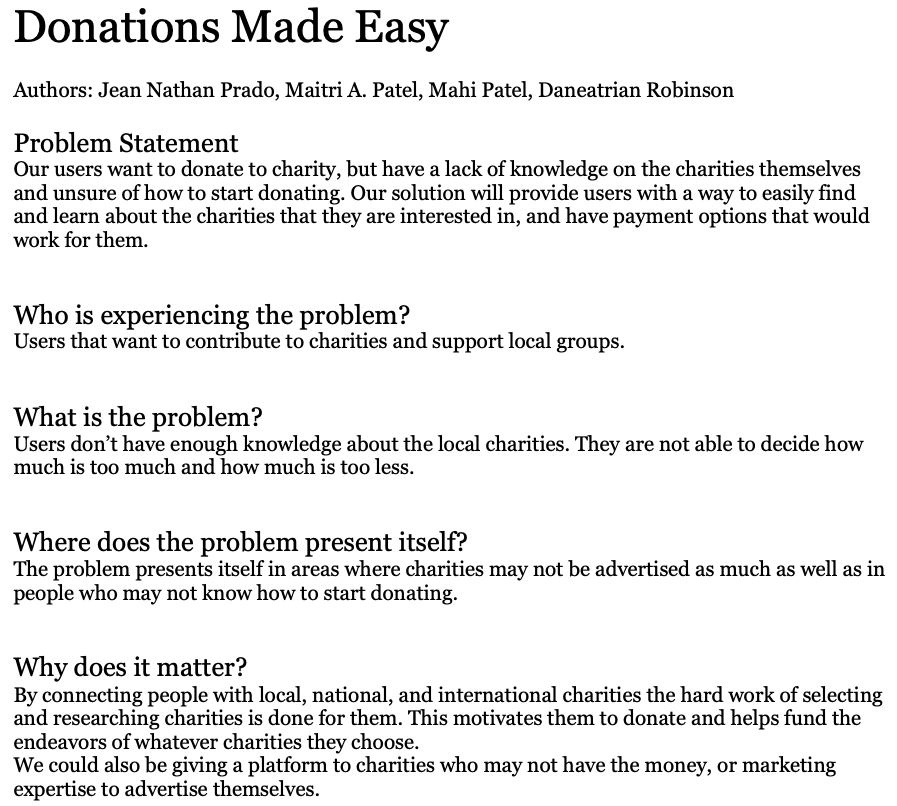 Donations Made Easy
Authors: Jean Nathan Prado, Maitri A. Patel, Mahi Patel, Daneatrian Robinson
Problem Statement
Our users want to donate to charity, but have a lack of knowledge on the charities themselves
and unsure of how to start donating. Our solution will provide users with a way to easily find
and learn about the charities that they are interested in, and have payment options that would
work for them.
Who is experiencing the problem?
Users that want to contribute to charities and support local groups.
What is the problem?
Users don’t have enough knowledge about the local charities. They are not able to decide how
much is too much and how much is too less.
Where does the problem present itself?
The problem presents itself in areas where charities may not be advertised as much as well as in
people who may not know how to start donating.
Why does it matter?
By connecting people with local, national, and international charities the hard work of selecting
and researching charities is done for them. This motivates them to donate and helps fund the
endeavors of whatever charities they choose.
We could also be giving a platform to charities who may not have the money, or marketing
expertise to advertise themselves.